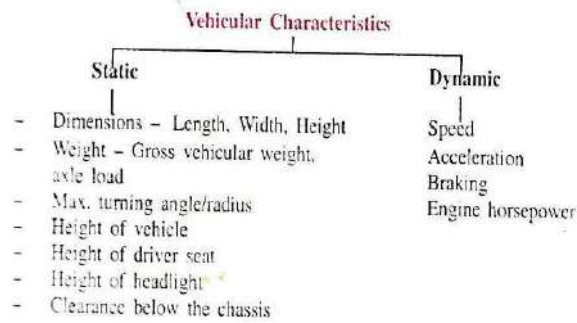 Vehicular Characteristics
Static
- Dimensions – Length, Width, Height
- Weight – Gross vehicular weight,
axle load
- Max. turning angle/radius
- Height of vehicle
- Height of driver seat
- Height of headlight
- Clearance below the chassis
Dynamic
Speed
Acceleration
Braking
Engine horsepower